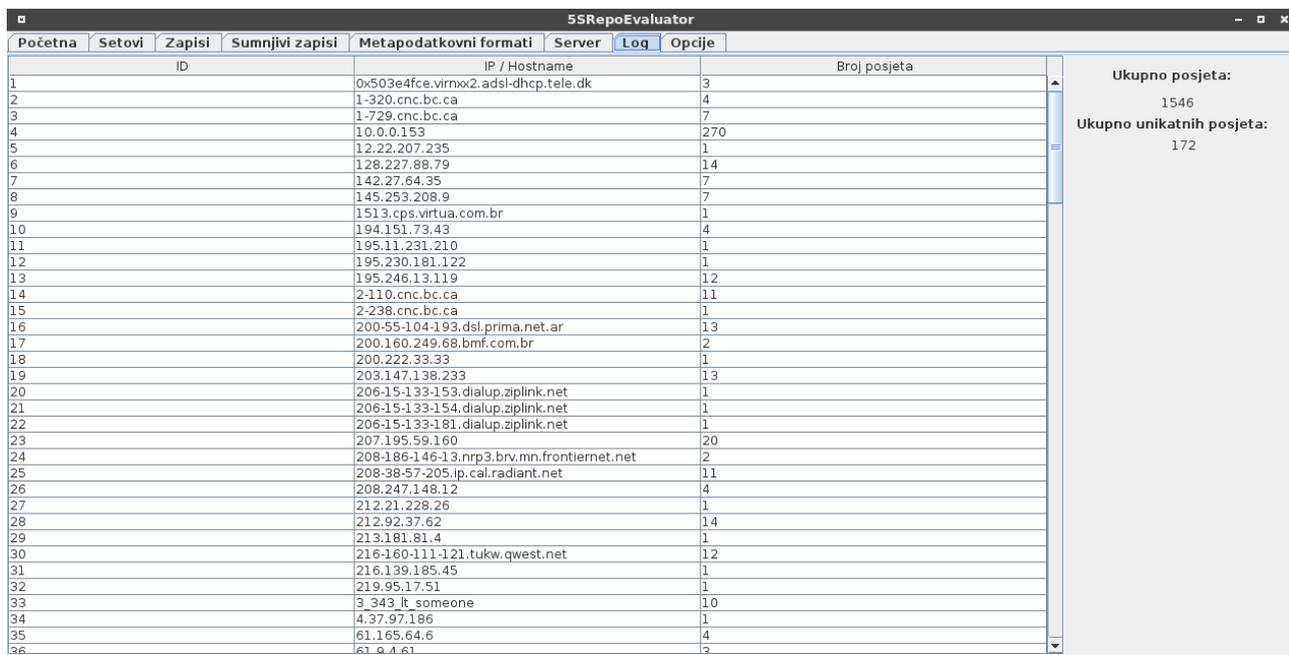 5SRepoEvaluator
Početna Setovi Zapisi Sumnjivi zapisi Metapodatkovni formati Server Log Opcije
ID IP / Hostname Broj posjeta
1 0x503e4fce.virnxx2.adsl-dhcp.tele.dk 3
2 1-320.cnc.bc.ca 4
3 1-729.cnc.bc.ca 7
4 10.0.0.153 270
5 12.22.207.235 1
6 128.227.88.79 14
7 142.27.64.35 7
8 145.253.208.9 7
9 1513.cps.virtua.com.br 1
10 194.151.73.43 4
11 195.11.231.210 1
12 195.230.181.122 1
13 195.246.13.119 12
14 2-110.cnc.bc.ca 11
15 2-238.cnc.bc.ca 1
16 200-55-104-193.dsl.prima.net.ar 13
17 200.160.249.68.bmf.com.br 2
18 200.222.33.33 1
19 203.147.138.233 13
20 206-15-133-153.dialup.ziplink.net 1
21 206-15-133-154.dialup.ziplink.net 1
22 206-15-133-181.dialup.ziplink.net 1
23 207.195.59.160 20
24 208-186-146-13.nrp3.brv.mn.frontiernet.net 2
25 208-38-57-205.ip.cal.radiant.net 11
26 208.247.148.12 4
27 212.21.228.26 1
28 212.92.37.62 14
29 213.181.81.4 1
30 216-160-111-121.tukw.qwest.net 12
31 216.139.185.45 1
32 219.95.17.51 1
33 3_343_lt_someone 10
34 4.37.97.186 1
35 61.165.64.6 4
36 61.9.4.61 3
Ukupno posjeta:
1546
Ukupno unikatnih posjeta:
172